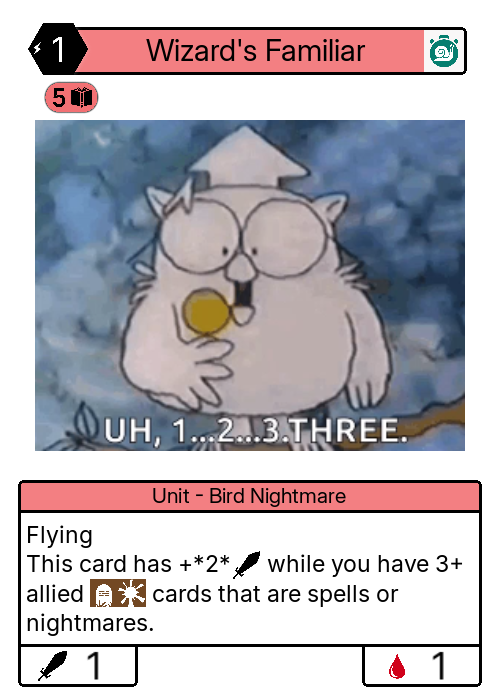 1
Wizard's Familiar
5
UH, 1...2...3.THREE.
Unit - Bird Nightmare
Flying
This card has +*2* while you have 3+
allied cards that are spells or
nightmares.
1
1